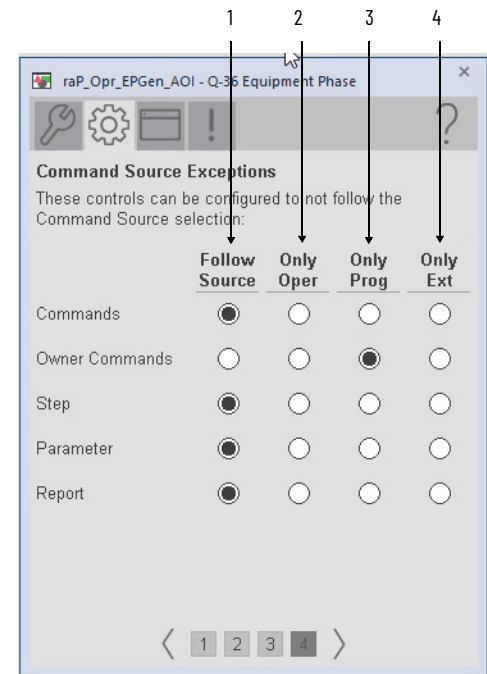 1 2 3 4
raP_Opr_EPGen_AOI - Q-36 Equipment Phase ×
! ?
Command Source Exceptions
These controls can be configured to not follow the
Command Source selection:
Follow Only Only Only
Source Oper Prog Ext
Commands
Owner Commands
Step
Parameter
Report
1 2 3 4